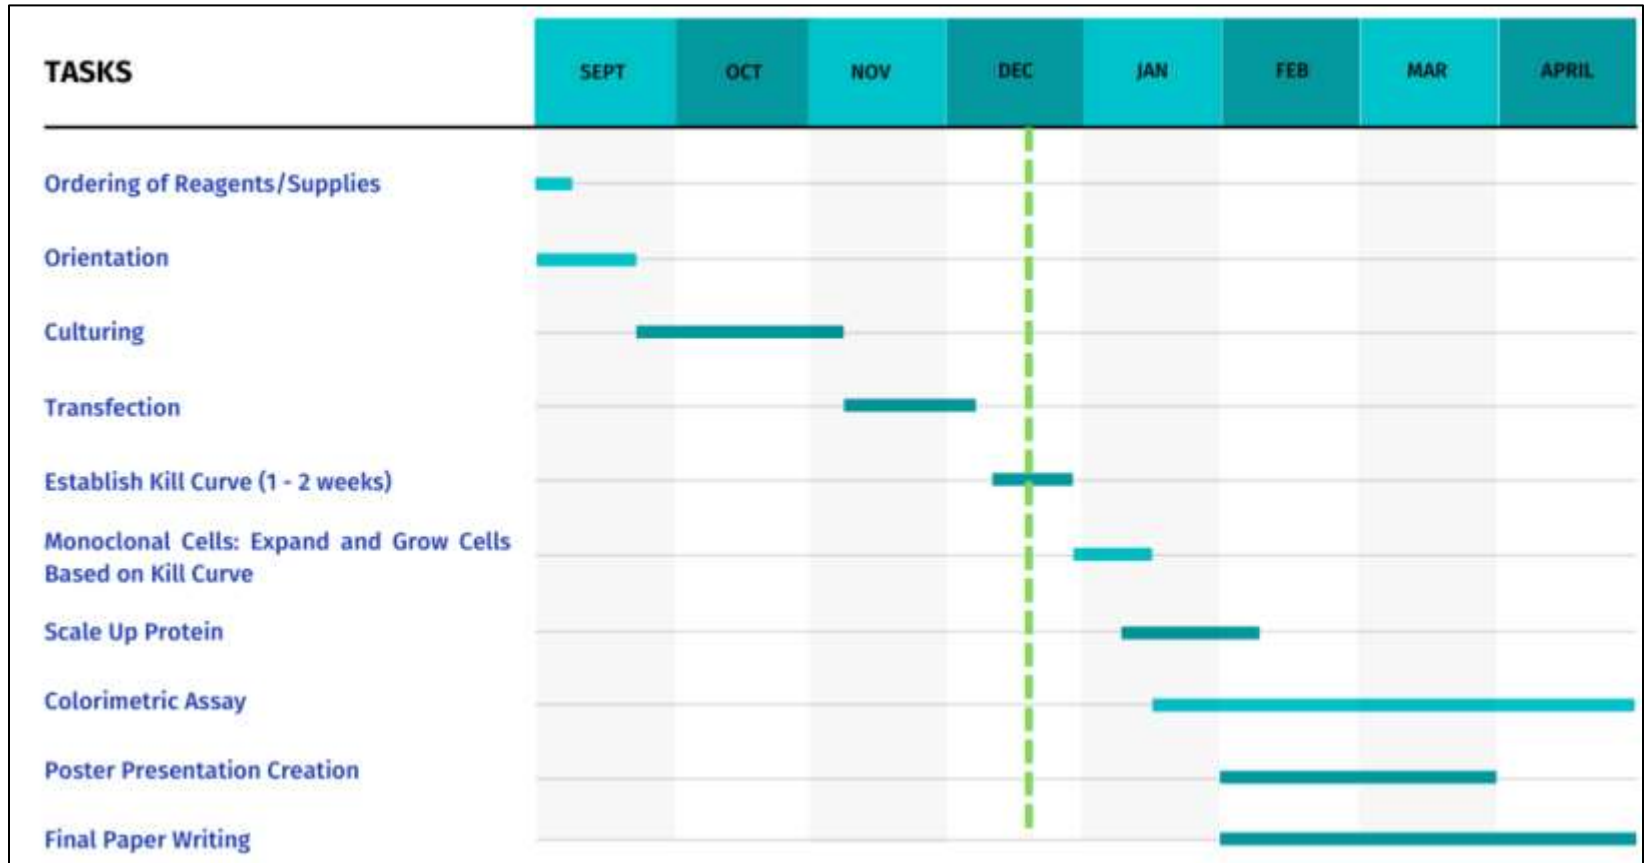 TASKS SEPT OCT NOV DEC JAN FEB MAR APRIL
Ordering of Reagents/Supplies
Orientation
Culturing
Transfection
Establish Kill Curve (1 - 2 weeks)
Monoclonal Cells: Expand and Grow Cells
Based on Kill Curve
Scale Up Protein
Colorimetric Assay
Poster Presentation Creation
Final Paper Writing